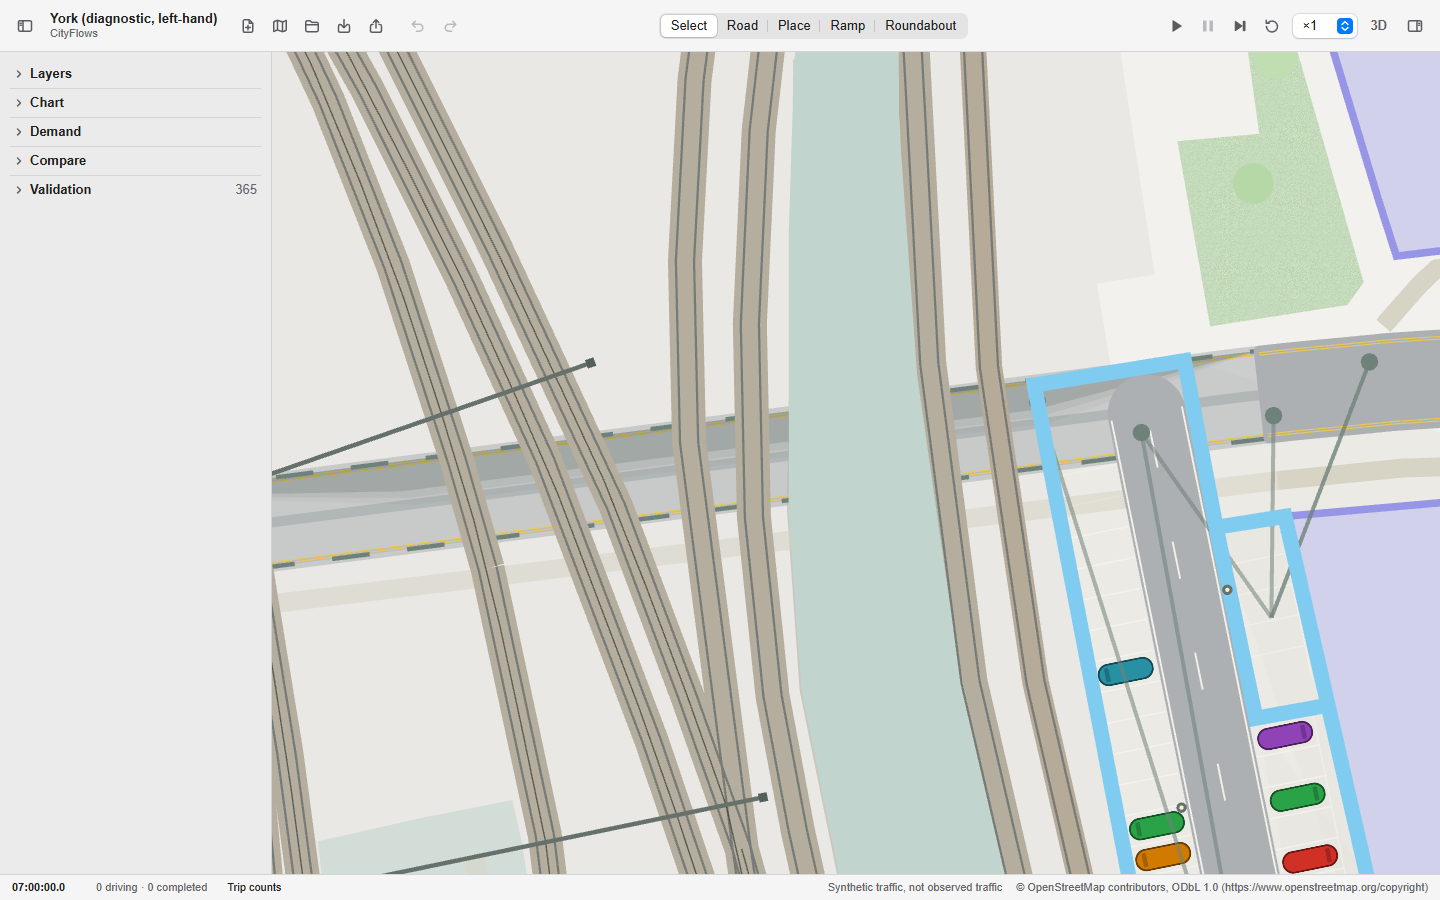 York (diagnostic, left-hand)
CityFlows
Select
Road
Place
Ramp
Roundabout
×1
3D
Layers
Chart
Demand
Compare
Validation 365
07:00:00.0
0 driving · 0 completed
Trip counts
Synthetic traffic, not observed traffic
© OpenStreetMap contributors, ODbL 1.0 (https://www.openstreetmap.org/copyright)